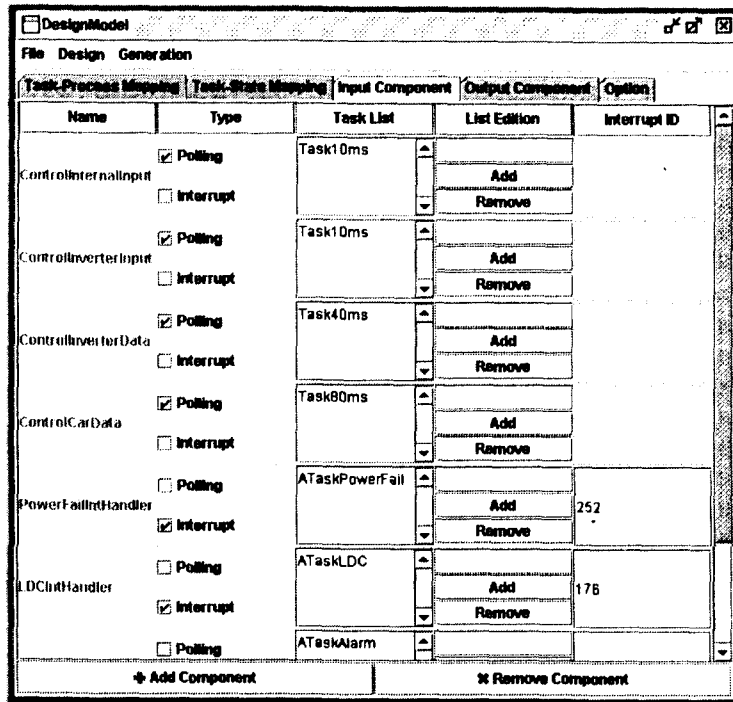 DesignModel
File Design Generation
Task-Process Mapping Task-State Mapping Input Component Output Component Option
Name Type Task List List Edition Interrupt ID
ControlInternalInput Polling Interrupt Task10ms Add Remove
ControlInverterInput Polling Interrupt Task10ms Add Remove
ControlInverterData Polling Interrupt Task40ms Add Remove
ControlCarData Polling Interrupt Task80ms Add Remove
PowerFailIntHandler Polling Interrupt ATaskPowerFail Add Remove 252
LDCIntHandler Polling Interrupt ATaskLDC Add Remove 176
Polling ATaskAlarm
Add Component Remove Component